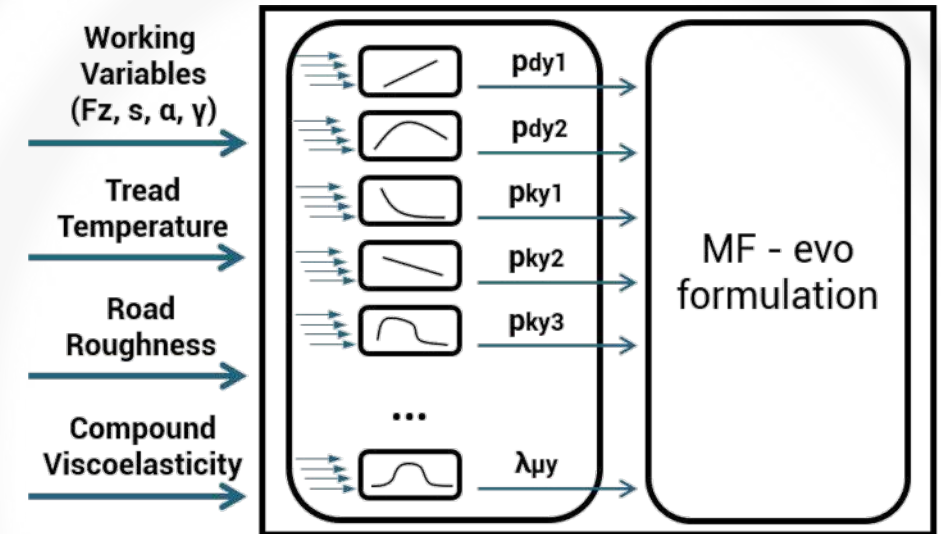 Working
Variables
(Fz, s, α, γ)
Tread
Temperature
Road
Roughness
Compound
Viscoelasticity
pdy1
pdy2
pky1
pky2
pky3
...
λμy
MF - evo
formulation